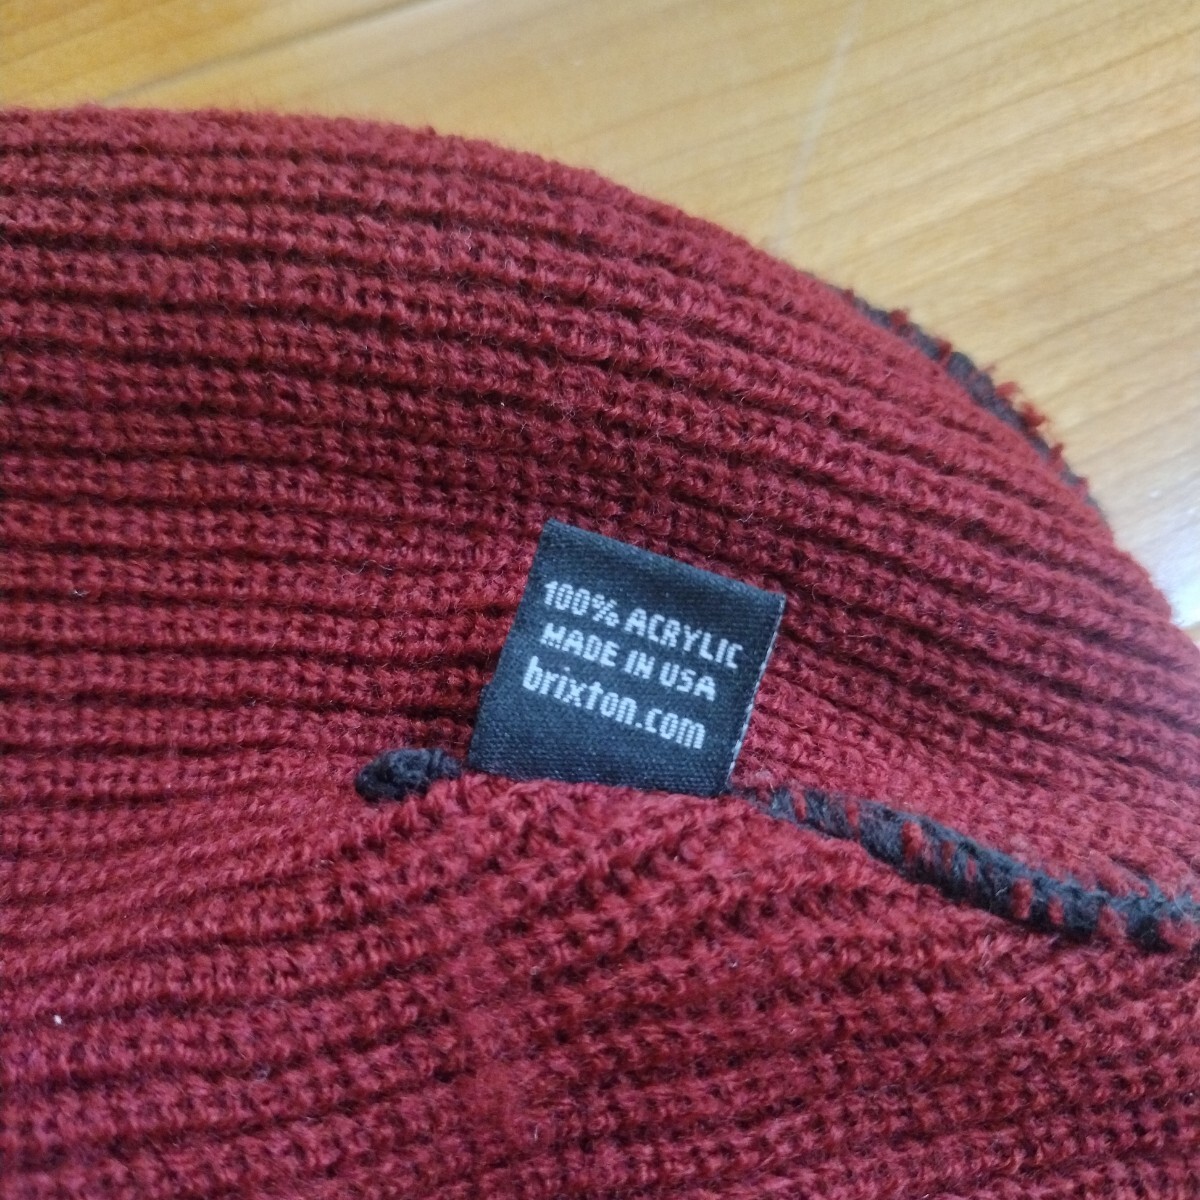 100% ACRYLIC
MADE IN USA
brixton.com